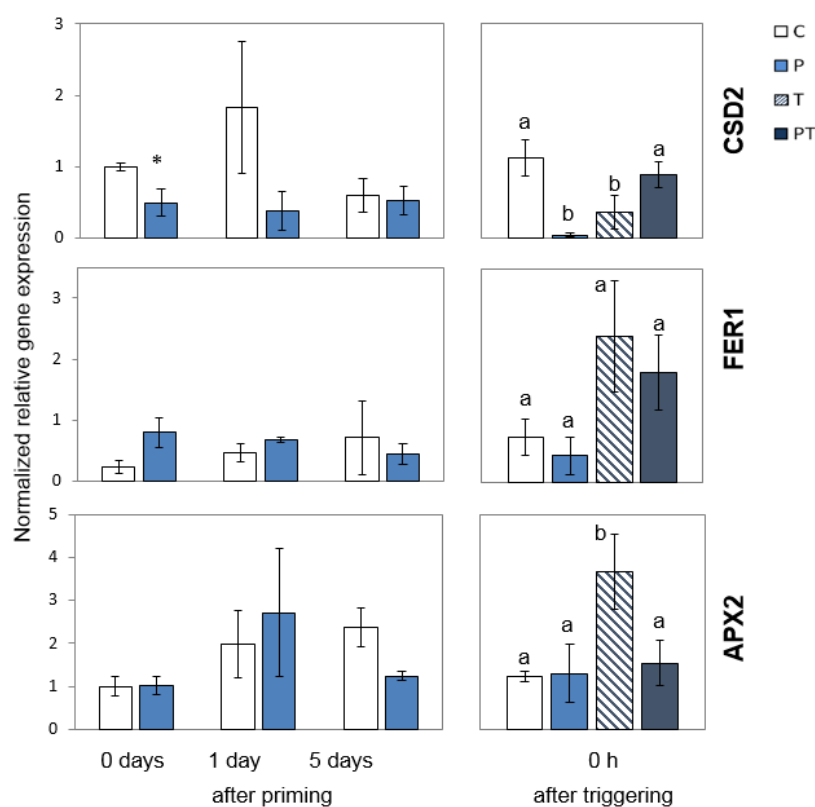 Normalized relative gene expression
3
2
1
0
*
a
b
b
a
C
P
T
PT
CSD2
3
2
1
0
a
a
a
a
FER1
5
4
3
2
1
0
a
a
b
a
APX2
0 days 1 day 5 days
after priming
0 h
after triggering